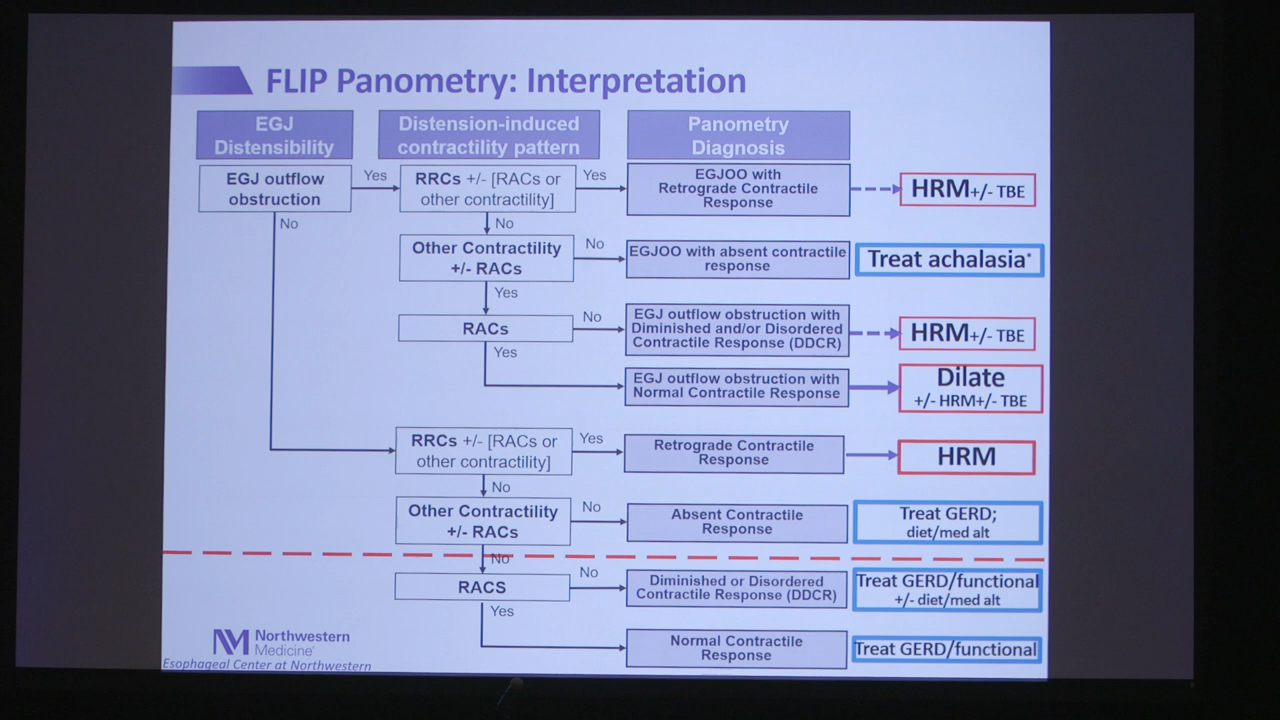 FLIP Panometry: Interpretation
EGJ
Distensibility
Distension-induced
contractility pattern
Panometry
Diagnosis
EGJ outflow
obstruction
Yes
RRCs +/- [RACs or
other contractility]
Yes
EGJOO with
Retrograde Contractile
Response
HRM+/- TBE
No
No
Other Contractility
+/- RACs
No
EGJOO with absent contractile
response
Treat achalasia*
Yes
RACs
No
EGJ outflow obstruction with
Diminished and/or Disordered
Contractile Response (DDCR)
HRM+/- TBE
Yes
EGJ outflow obstruction with
Normal Contractile Response
Dilate
+/- HRM+/- TBE
RRCs +/- [RACs or
other contractility]
Yes
Retrograde Contractile
Response
HRM
No
Other Contractility
+/- RACs
No
Absent Contractile
Response
Treat GERD;
diet/med alt
No
RACS
No
Diminished or Disordered
Contractile Response (DDCR)
Treat GERD/functional
+/- diet/med alt
Yes
Normal Contractile
Response
Treat GERD/functional
NM Northwestern
Medicine®
Esophageal Center at Northwestern